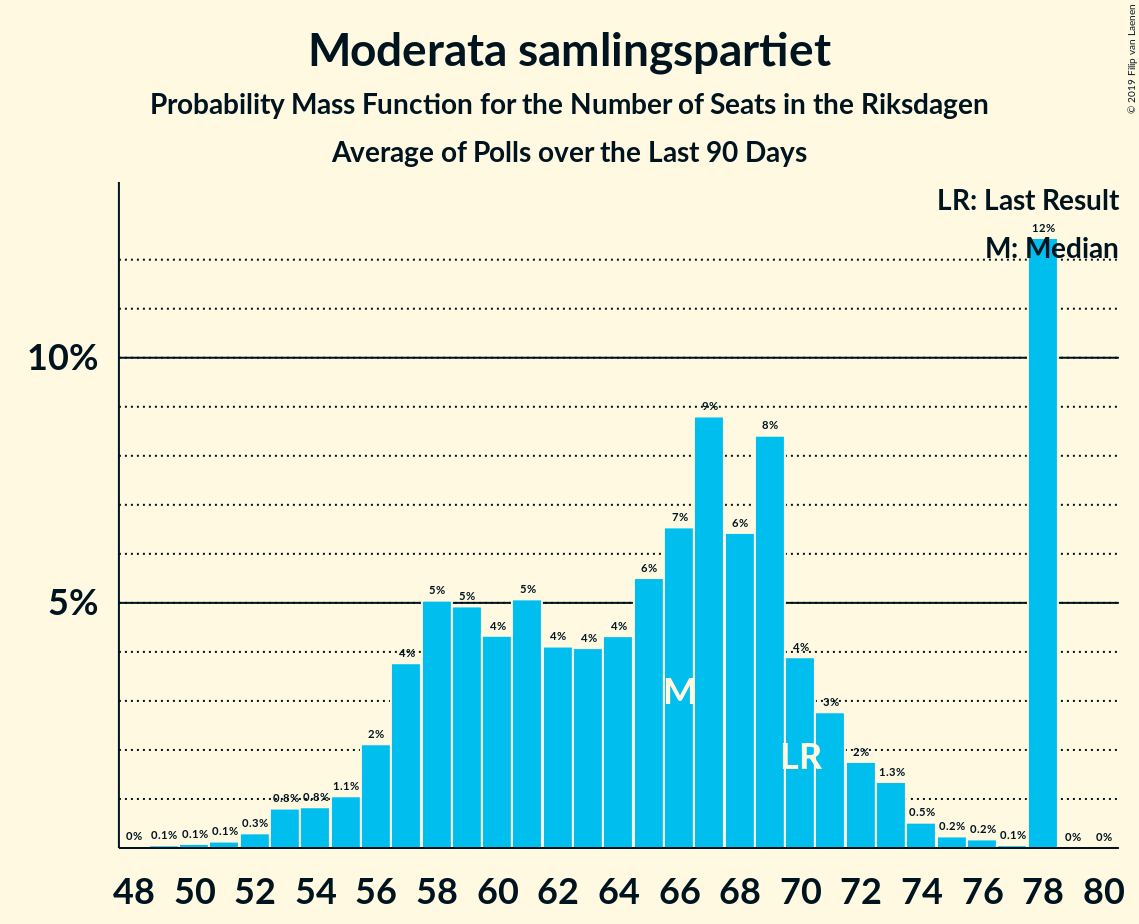 Moderata samlingspartiet
Probability Mass Function for the Number of Seats in the Riksdagen
Average of Polls over the Last 90 Days
© 2019 Filip van Laenen
LR: Last Result
M: Median
10%
5%
0% 0.1% 0.1% 0.1% 0.3% 0.8% 0.8% 1.1% 2% 4% 5% 5% 4% 5% 4% 4% 4% 6% 7% 9% 6% 8% 4% 3% 2% 1.3% 0.5% 0.2% 0.2% 0.1% 12% 0% 0%
M
LR
48 50 52 54 56 58 60 62 64 66 68 70 72 74 76 78 80